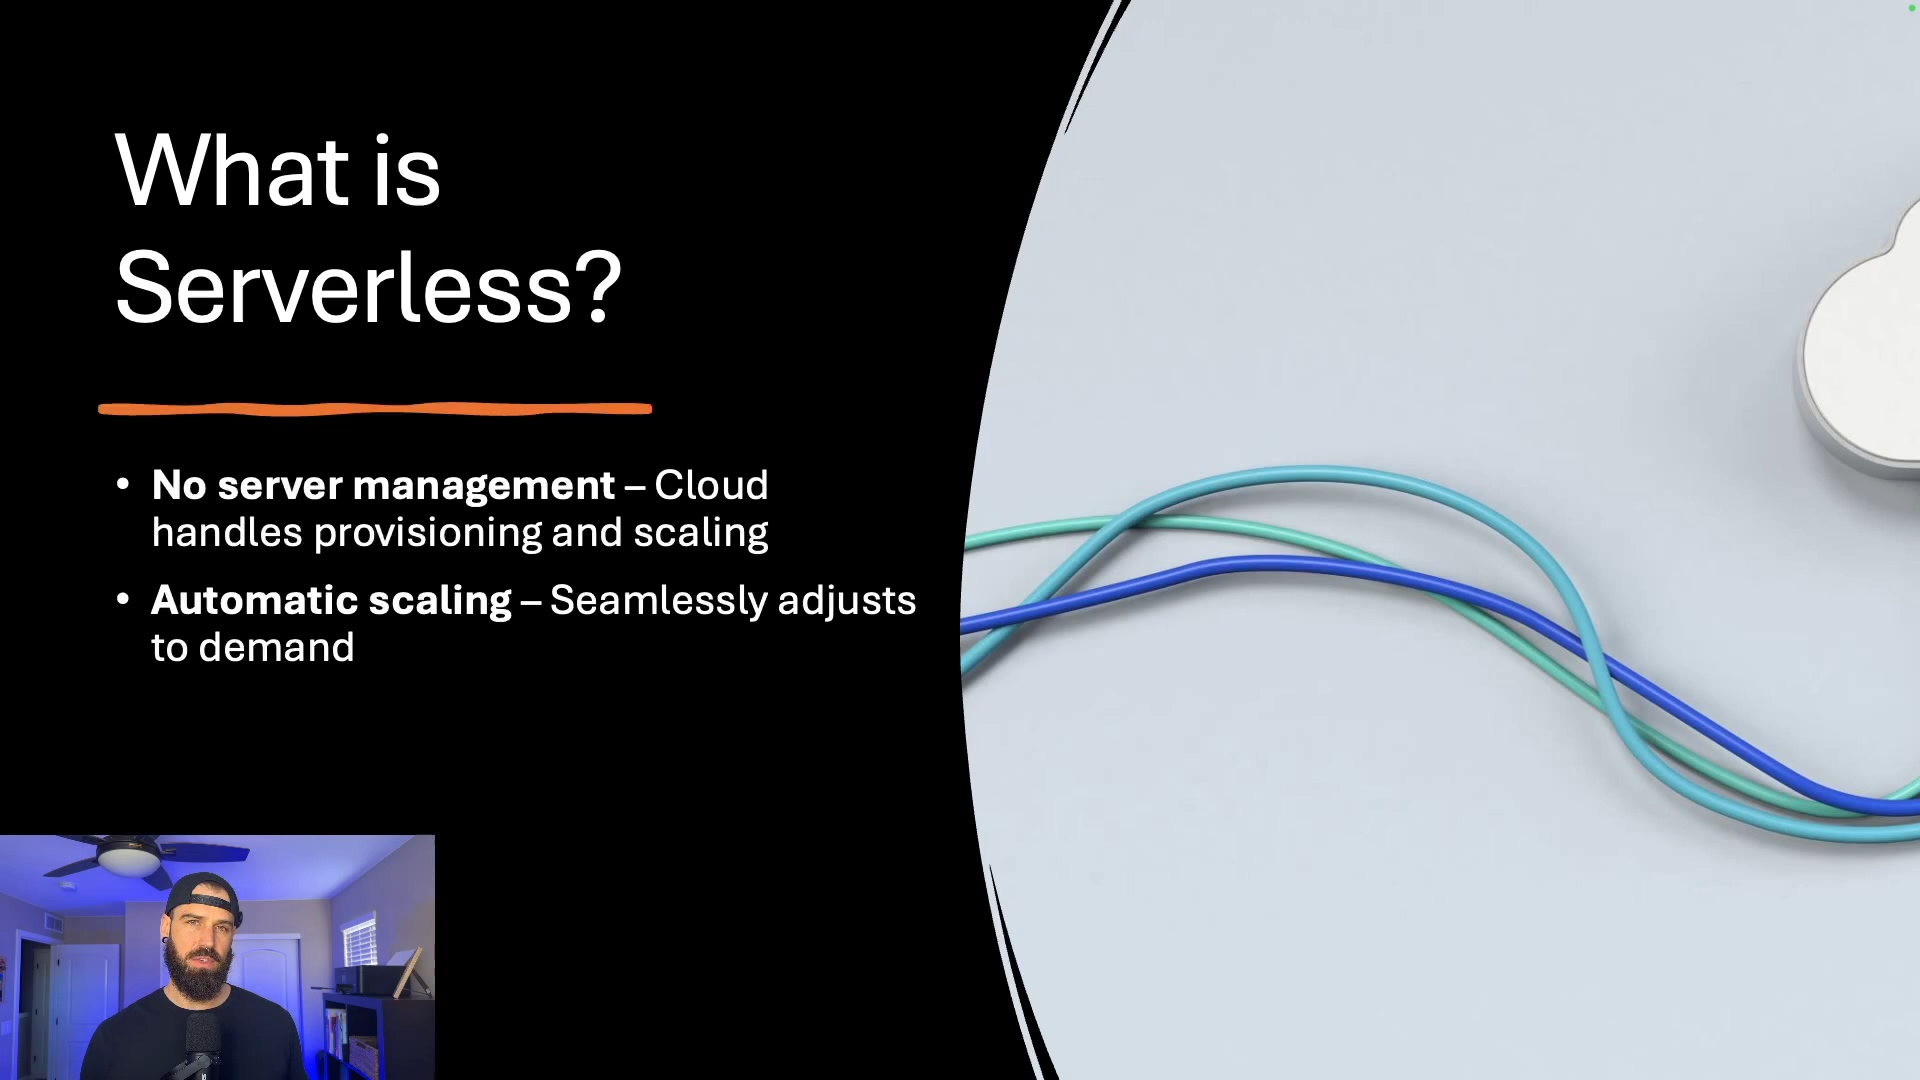 What is
Serverless?
• No server management – Cloud
handles provisioning and scaling
• Automatic scaling – Seamlessly adjusts
to demand